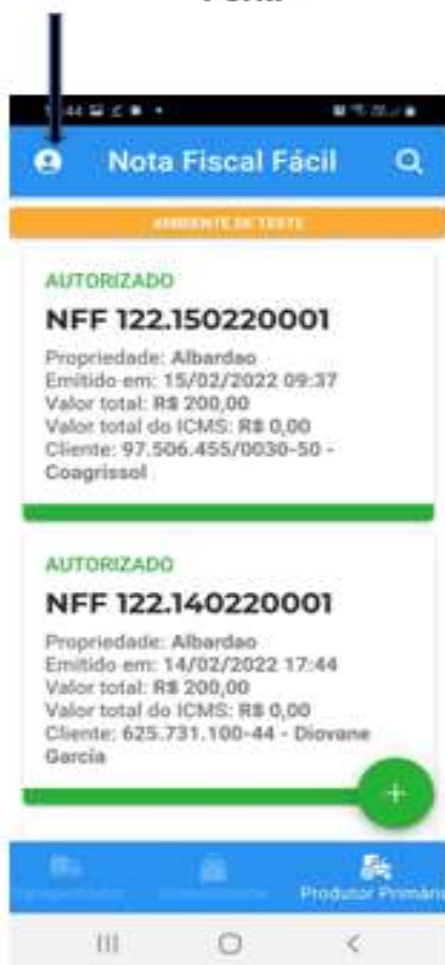 Nota Fiscal Fácil
AMBIENTE DE TESTE
AUTORIZADO
NFF 122.150220001
Propriedade: Albardao
Emitido em: 15/02/2022 09:37
Valor total: R$ 200,00
Valor total do ICMS: R$ 0,00
Cliente: 97.506.455/0030-50 -
Coagrissol
AUTORIZADO
NFF 122.140220001
Propriedade: Albardao
Emitido em: 14/02/2022 17:44
Valor total: R$ 200,00
Valor total do ICMS: R$ 0,00
Cliente: 625.731.100-44 - Diovane
Garcia
+
Produtor Primário